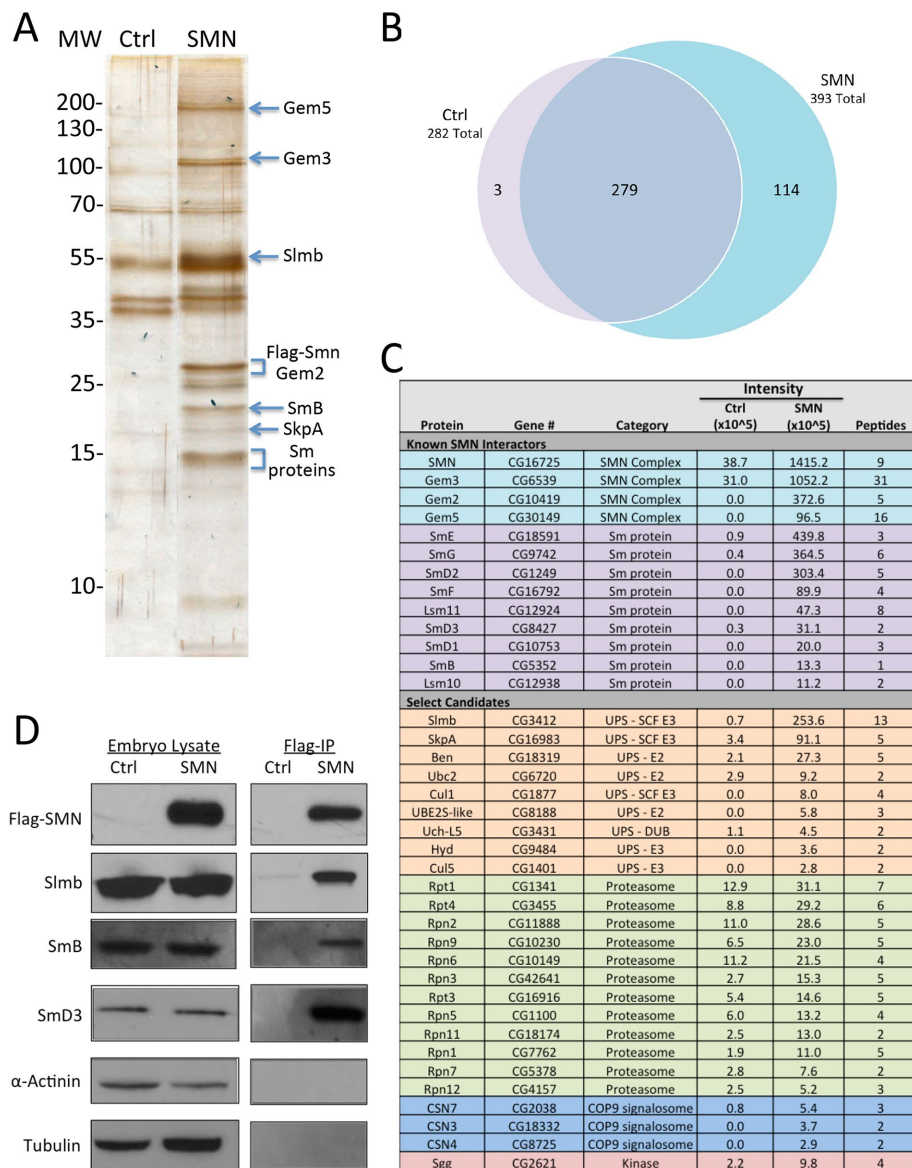 A
MW Ctrl SMN
200-
130-
100-
70-
55-
35-
25-
15-
10-
Gem5
Gem3
Slmb
Flag-Smn
Gem2
SmB
SkpA
Sm
proteins
B
Ctrl
282 Total
SMN
393 Total
3
279
114
C
Intensity
Protein Gene # Category Ctrl (x10^5) SMN (x10^5) Peptides
Known SMN Interactors
SMN CG16725 SMN Complex 38.7 1415.2 9
Gem3 CG6539 SMN Complex 31.0 1052.2 31
Gem2 CG10419 SMN Complex 0.0 372.6 5
Gem5 CG30149 SMN Complex 0.0 96.5 16
SmE CG18591 Sm protein 0.9 439.8 3
SmG CG9742 Sm protein 0.4 364.5 6
SmD2 CG1249 Sm protein 0.0 303.4 5
SmF CG16792 Sm protein 0.0 89.9 4
Lsm11 CG12924 Sm protein 0.0 47.3 8
SmD3 CG8427 Sm protein 0.3 31.1 2
SmD1 CG10753 Sm protein 0.0 20.0 3
SmB CG5352 Sm protein 0.0 13.3 1
Lsm10 CG12938 Sm protein 0.0 11.2 2
Select Candidates
Slmb CG3412 UPS - SCF E3 0.7 253.6 13
SkpA CG16983 UPS - SCF E3 3.4 91.1 5
Ben CG18319 UPS - E2 2.1 27.3 5
Ubc2 CG6720 UPS - E2 2.9 9.2 2
Cul1 CG1877 UPS - SCF E3 0.0 8.0 4
UBE2S-like CG8188 UPS - E2 0.0 5.8 3
Uch-L5 CG3431 UPS - DUB 1.1 4.5 2
Hyd CG9484 UPS - E3 0.0 3.6 2
Cul5 CG1401 UPS - E3 0.0 2.8 2
Rpt1 CG1341 Proteasome 12.9 31.1 7
Rpt4 CG3455 Proteasome 8.8 29.2 6
Rpn2 CG11888 Proteasome 11.0 28.6 5
Rpn9 CG10230 Proteasome 6.5 23.0 5
Rpn6 CG10149 Proteasome 11.2 21.5 4
Rpn3 CG42641 Proteasome 2.7 15.3 5
Rpt3 CG16916 Proteasome 5.4 14.6 5
Rpn5 CG1100 Proteasome 6.0 13.2 4
Rpn11 CG18174 Proteasome 2.5 13.0 2
Rpn1 CG7762 Proteasome 1.9 11.0 5
Rpn7 CG5378 Proteasome 2.8 7.6 2
Rpn12 CG4157 Proteasome 2.5 5.2 3
CSN7 CG2038 COP9 signalosome 0.8 5.4 3
CSN3 CG18332 COP9 signalosome 0.0 3.7 2
CSN4 CG8725 COP9 signalosome 0.0 2.9 2
Sgg CG2621 Kinase 2.2 9.8 4
D
Embryo Lysate Flag-IP
Ctrl SMN Ctrl SMN
Flag-SMN
Slmb
SmB
SmD3
α-Actinin
Tubulin